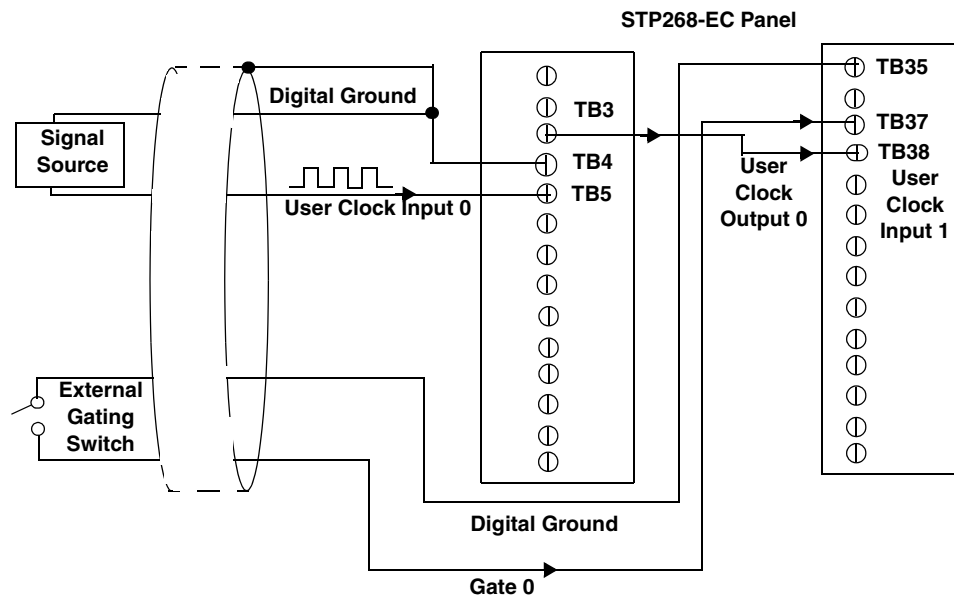 STP268-EC Panel
TB35
Digital Ground
TB3
TB37
Signal
Source
TB4
TB38
User Clock Input 0
TB5
User
Clock
Output 0
User
Clock
Input 1
External
Gating
Switch
Digital Ground
Gate 0